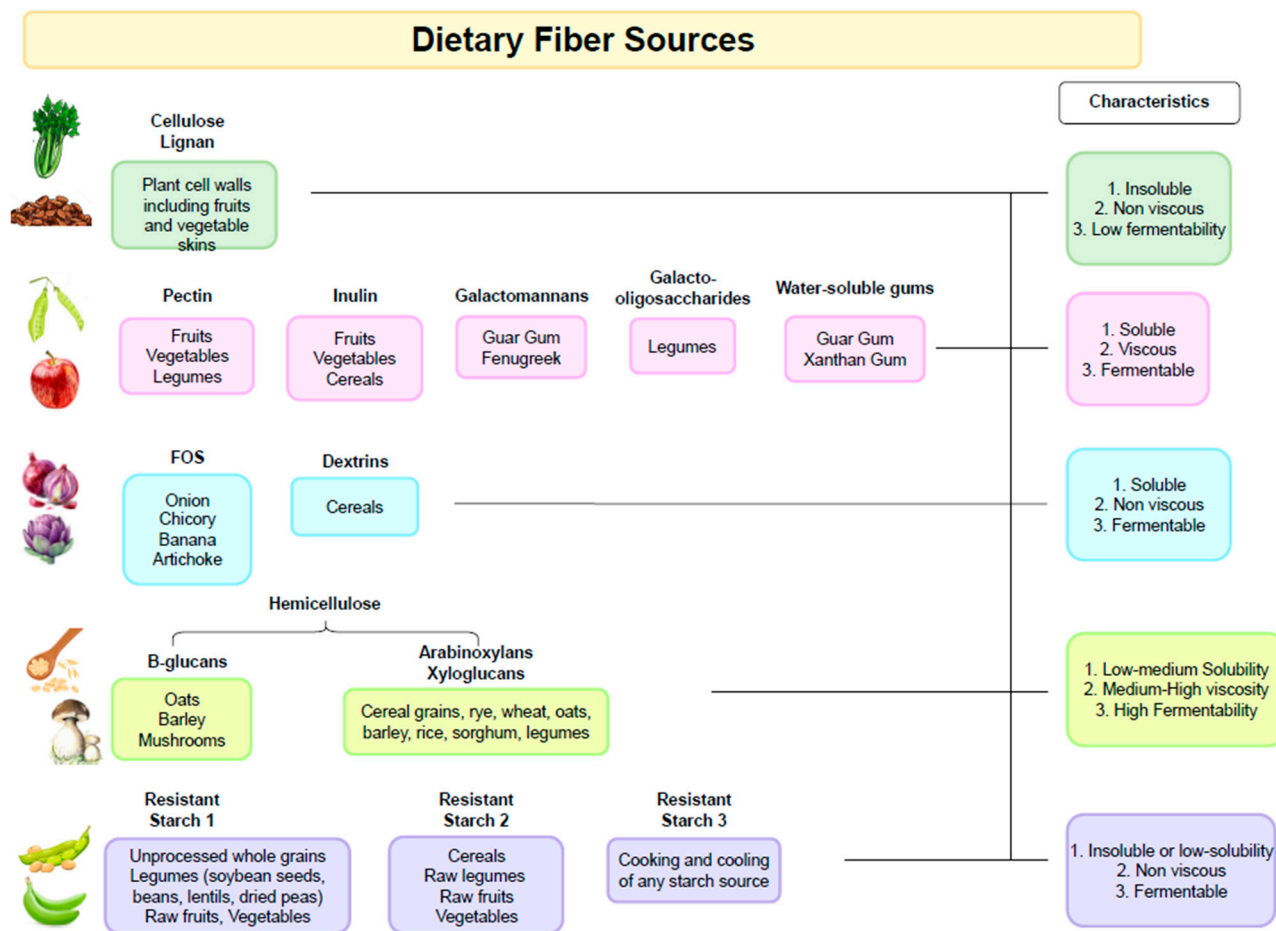 Dietary Fiber Sources
Characteristics
Cellulose
Lignan
Plant cell walls
including fruits
and vegetable
skins
1. Insoluble
2. Non viscous
3. Low fermentability
Pectin
Fruits
Vegetables
Legumes
Inulin
Fruits
Vegetables
Cereals
Galactomannans
Guar Gum
Fenugreek
Galacto-
oligosaccharides
Legumes
Water-soluble gums
Guar Gum
Xanthan Gum
1. Soluble
2. Viscous
3. Fermentable
FOS
Onion
Chicory
Banana
Artichoke
Dextrins
Cereals
1. Soluble
2. Non viscous
3. Fermentable
Hemicellulose
B-glucans
Oats
Barley
Mushrooms
Arabinoxylans
Xyloglucans
Cereal grains, rye, wheat, oats,
barley, rice, sorghum, legumes
1. Low-medium Solubility
2. Medium-High viscosity
3. High Fermentability
Resistant
Starch 1
Unprocessed whole grains
Legumes (soybean seeds,
beans, lentils, dried peas)
Raw fruits, Vegetables
Resistant
Starch 2
Cereals
Raw legumes
Raw fruits
Vegetables
Resistant
Starch 3
Cooking and cooling
of any starch source
1. Insoluble or low-solubility
2. Non viscous
3. Fermentable